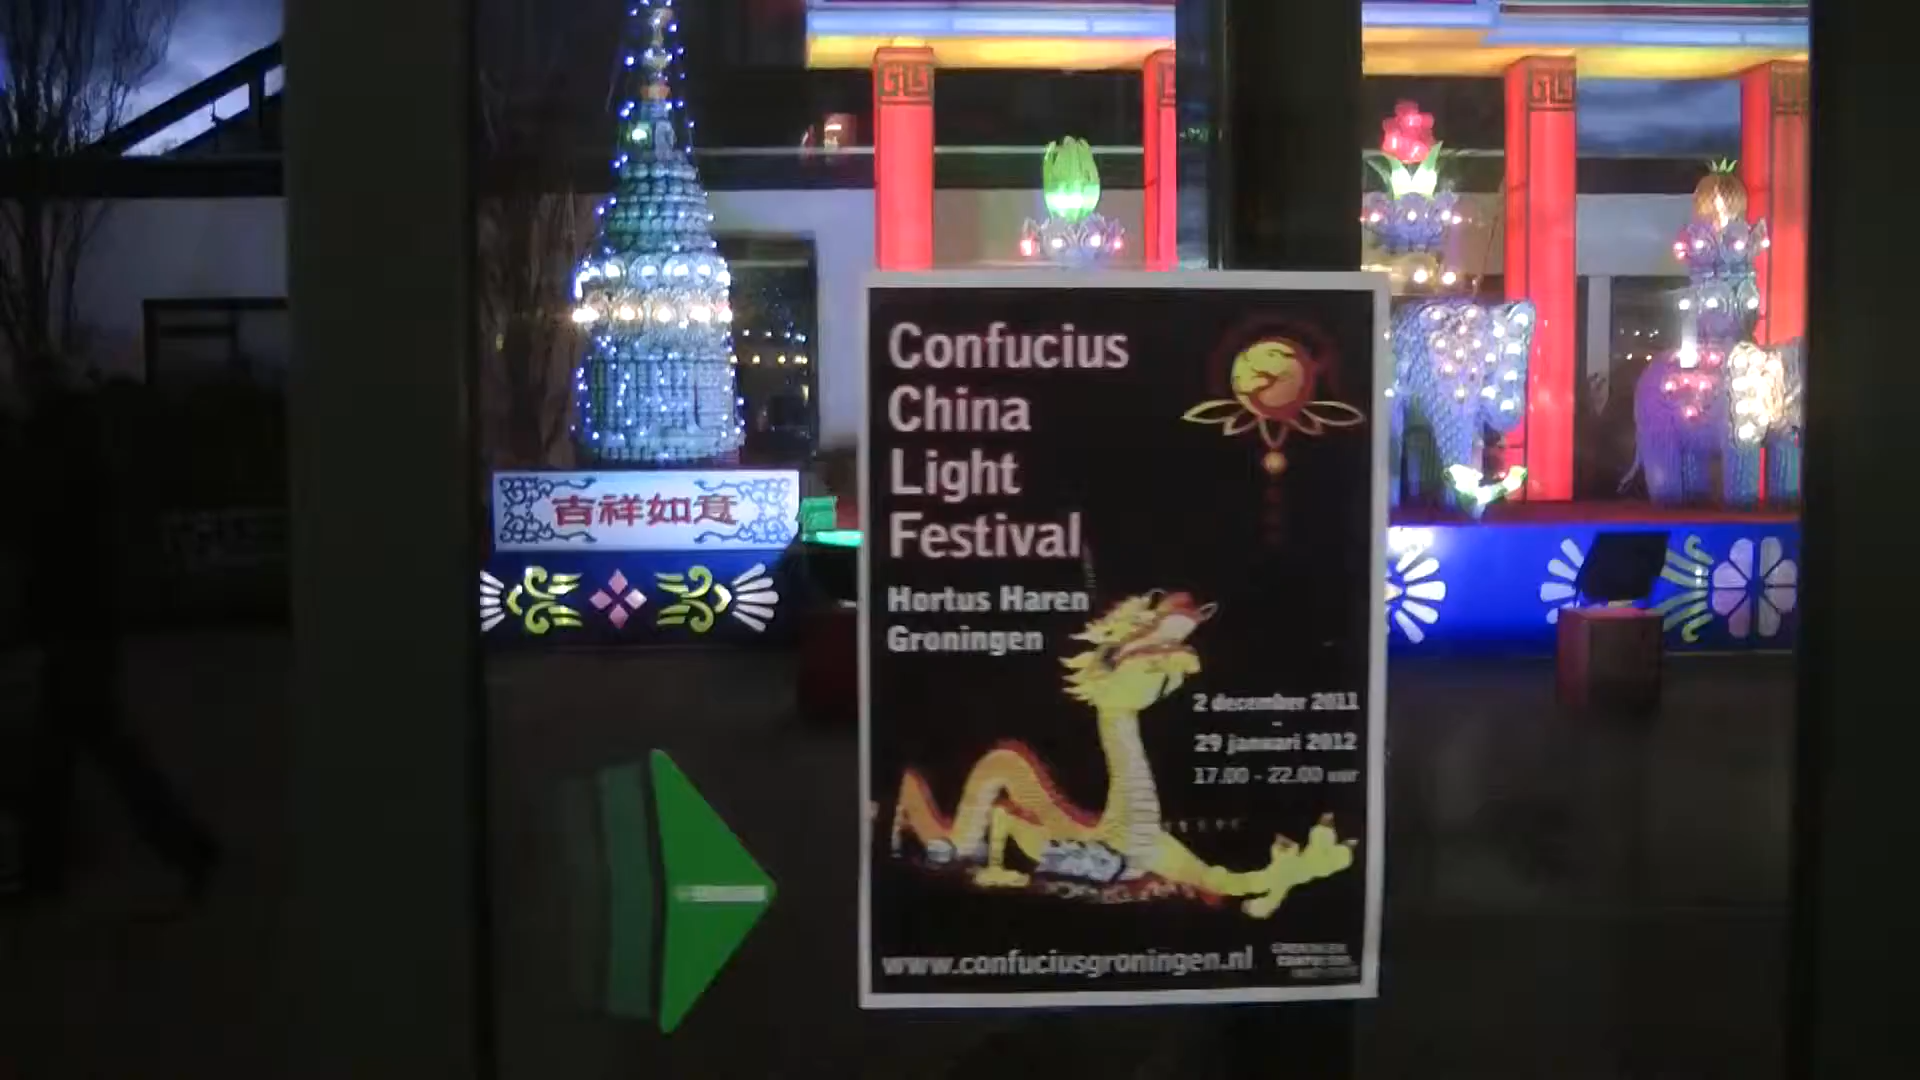 吉祥如意
Confucius
China
Light
Festival
Hortus Haren
Groningen
2 december 2011
-
29 januari 2012
17.00 - 22.00 uur
www.confuciusgroningen.nl